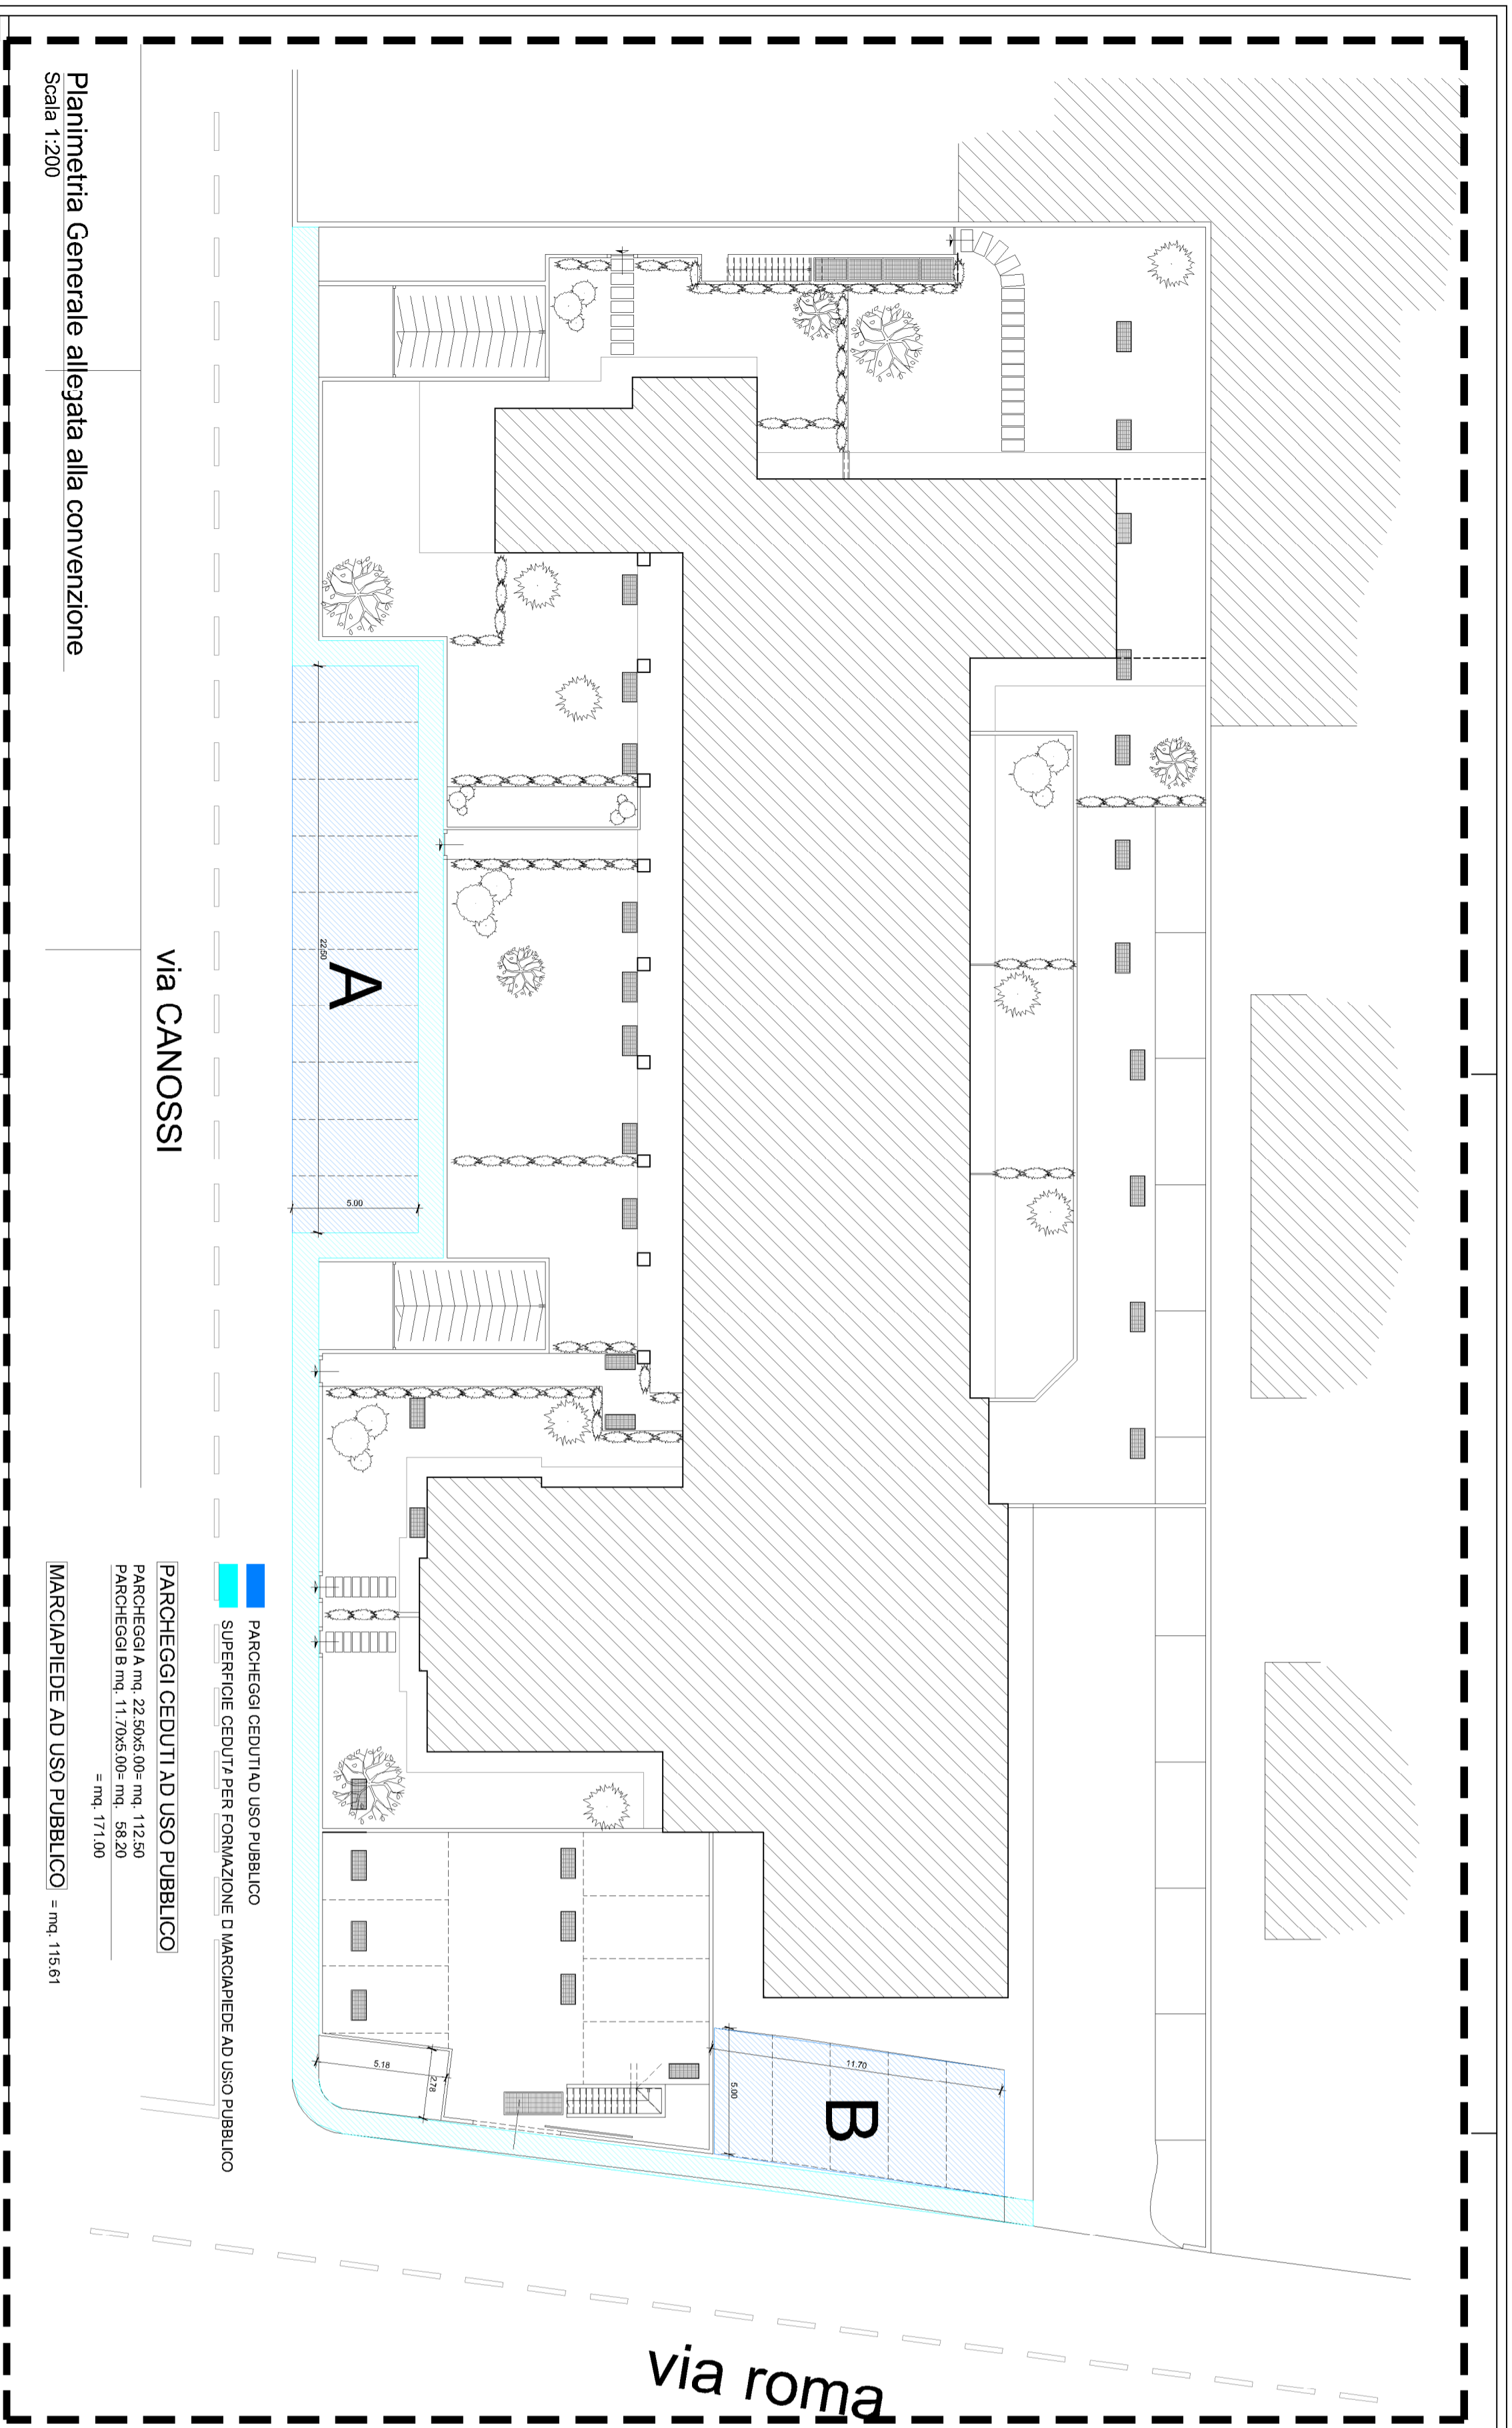 Planimetria Generale allegata alla convenzione
Scala 1:200
via CANOSSI
A
22.50
5.00
B
11.70
5.00
5.18
2.78
via roma
PARCHEGGI CEDUTI AD USO PUBBLICO
SUPERFICIE CEDUTA PER FORMAZIONE DI MARCIAPIEDE AD USO PUBBLICO
PARCHEGGI CEDUTI AD USO PUBBLICO
PARCHEGGI A mq. 22.50x5.00= mq. 112.50
PARCHEGGI B mq. 11.70x5.00= mq. 58.20
= mq. 171.00
MARCIAPIEDE AD USO PUBBLICO = mq. 115.61